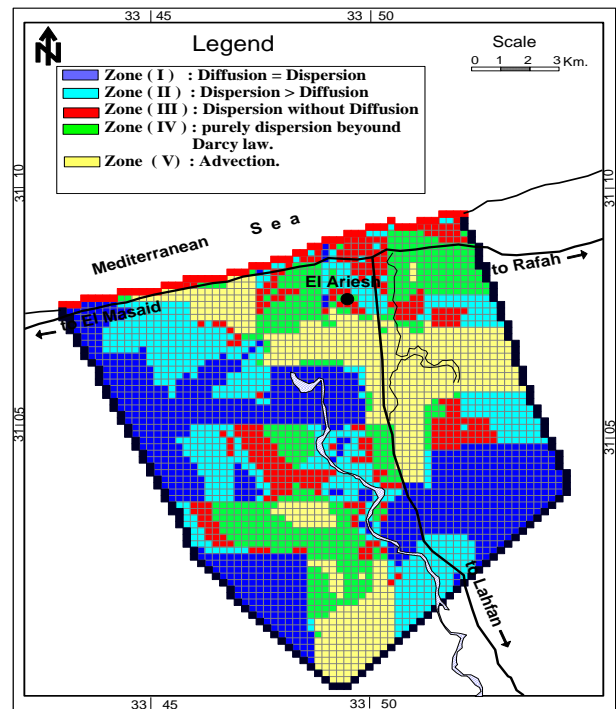 33 45 33 50
N
Legend
Scale
0 1 2 3 Km.
Zone ( I ) : Diffusion = Dispersion
Zone ( II ) : Dispersion > Diffusion
Zone ( III ) : Dispersion without Diffusion
Zone ( IV ) : purely dispersion beyound
Darcy law.
Zone ( V ) : Advection.
31 10 31 10
Mediterranean Sea
to Rafah
El Ariesh
to El Masaid
31 05 31 05
to Lahfan
33 45 33 50